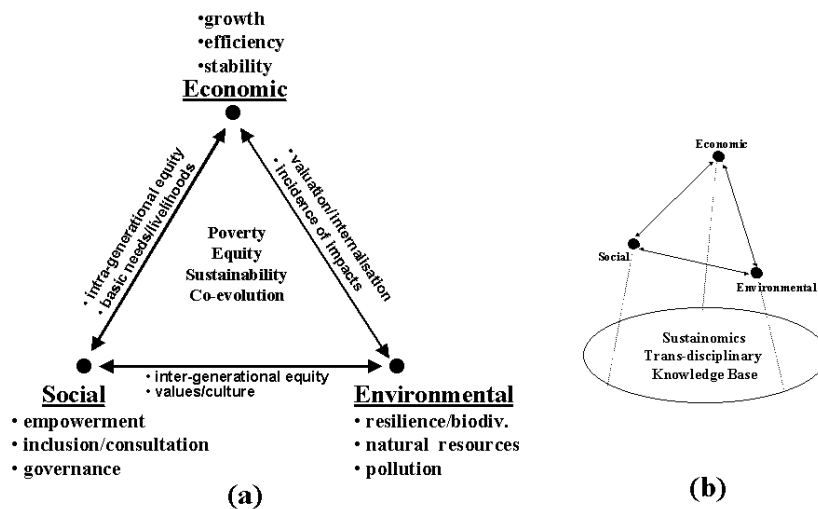 •growth
•efficiency
•stability
Economic
• intra-generational equity
• basic needs/livelihoods
• valuation/internalisation
• incidence of impacts
Poverty
Equity
Sustainability
Co-evolution
• inter-generational equity
• values/culture
Social
• empowerment
• inclusion/consultation
• governance
Environmental
• resilience/biodiv.
• natural resources
• pollution
(a)
Economic
Social
Environmental
Sustainomics
Trans-disciplinary
Knowledge Base
(b)